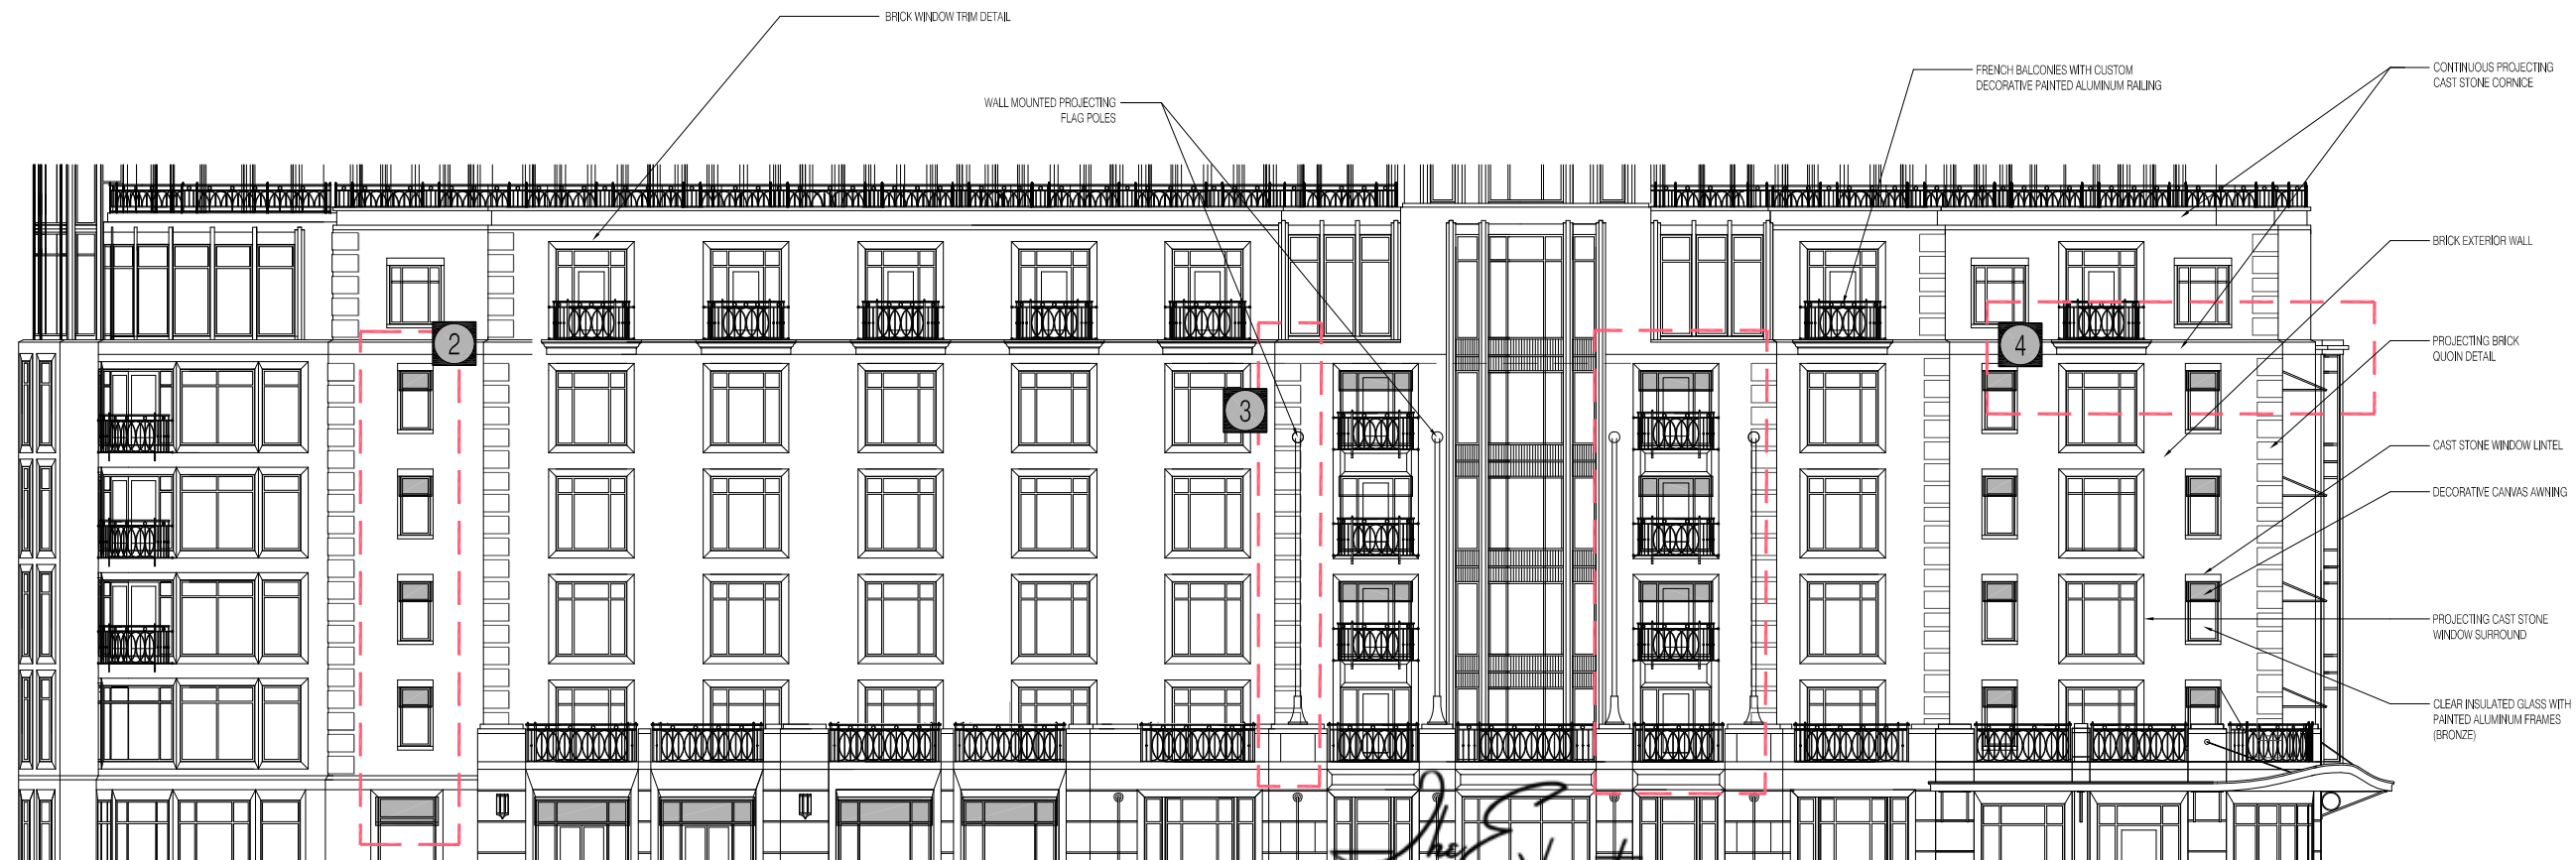 BRICK WINDOW TRIM DETAIL
WALL MOUNTED PROJECTING
FLAG POLES
FRENCH BALCONIES WITH CUSTOM
DECORATIVE PAINTED ALUMINUM RAILING
CONTINUOUS PROJECTING
CAST STONE CORNICE
BRICK EXTERIOR WALL
2
4
PROJECTING BRICK
QUOIN DETAIL
3
CAST STONE WINDOW LINTEL
DECORATIVE CANVAS AWNING
PROJECTING CAST STONE
WINDOW SURROUND
CLEAR INSULATED GLASS WITH
PAINTED ALUMINUM FRAMES
(BRONZE)
The